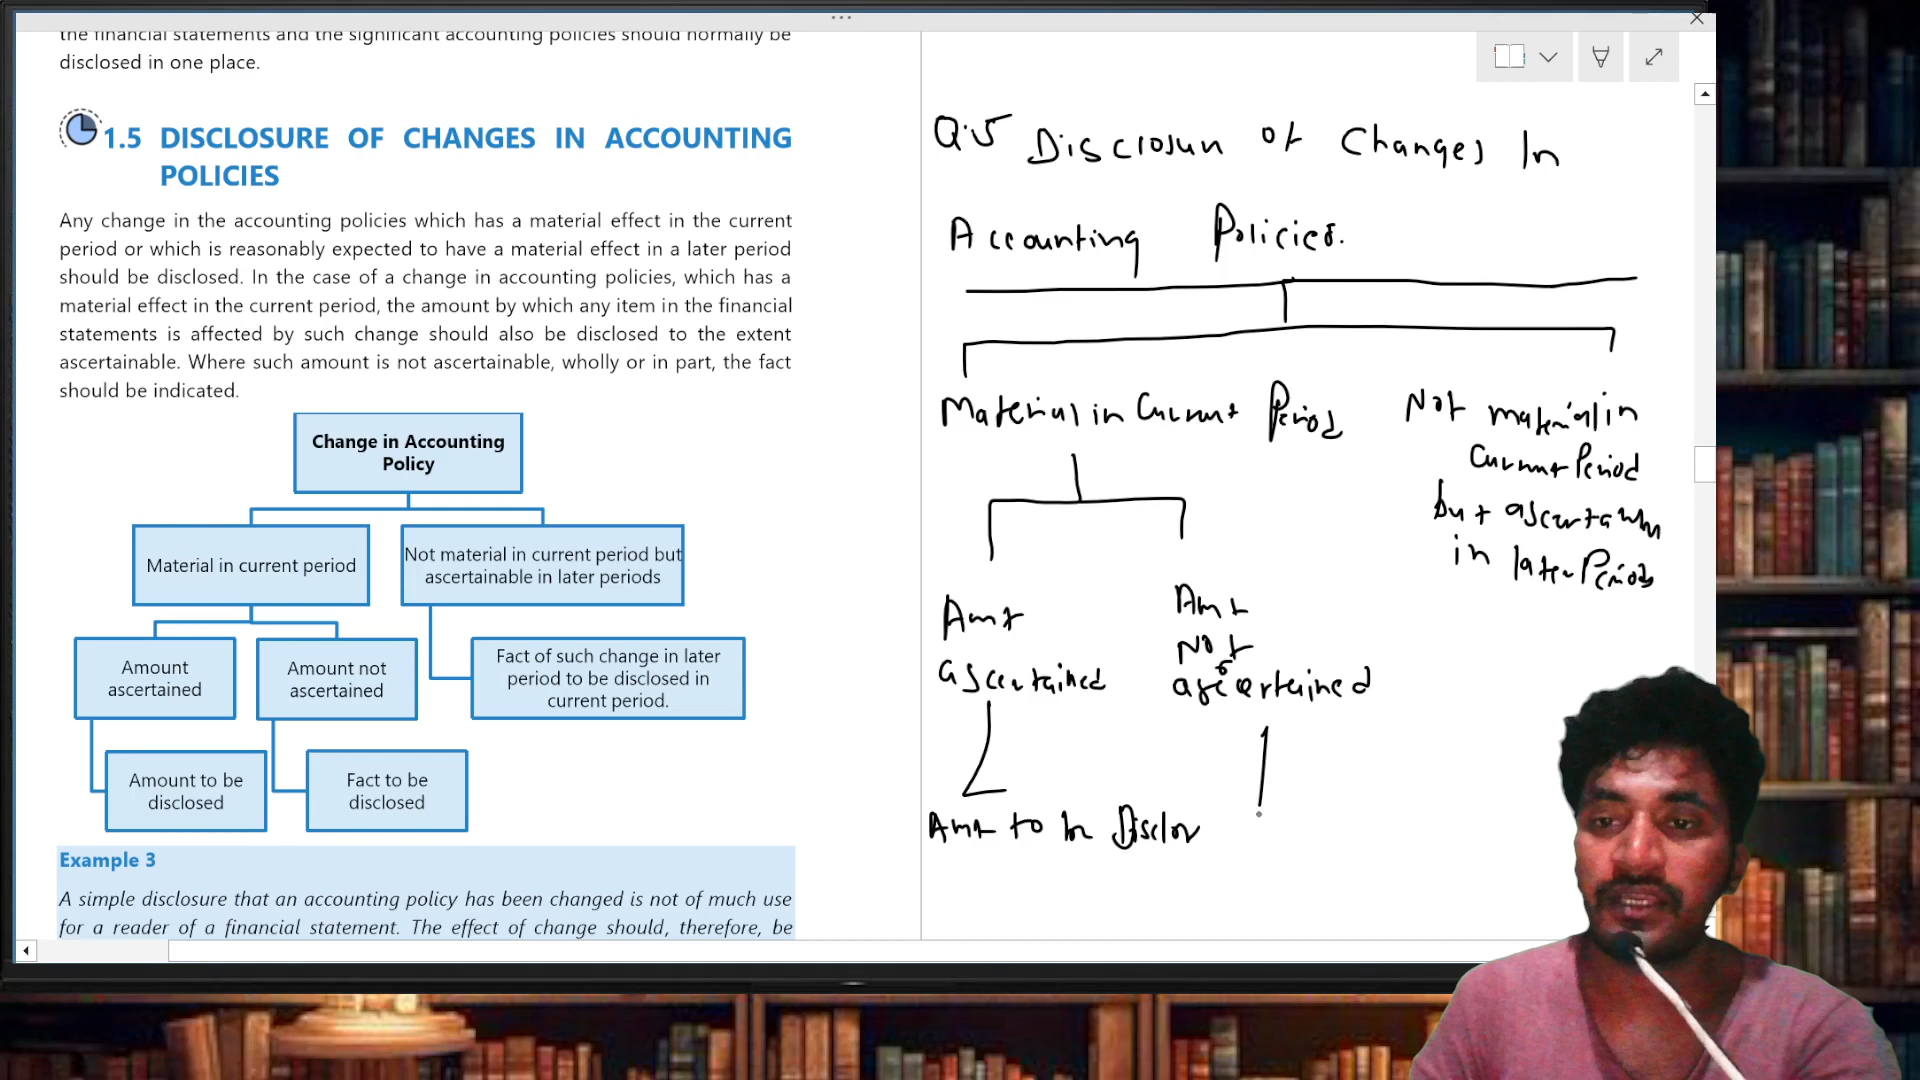 the financial statements and the significant accounting policies should normally be
disclosed in one place.
1.5 DISCLOSURE OF CHANGES IN ACCOUNTING
POLICIES
Any change in the accounting policies which has a material effect in the current
period or which is reasonably expected to have a material effect in a later period
should be disclosed. In the case of a change in accounting policies, which has a
material effect in the current period, the amount by which any item in the financial
statements is affected by such change should also be disclosed to the extent
ascertainable. Where such amount is not ascertainable, wholly or in part, the fact
should be indicated.
Change in Accounting
Policy
Material in current period
Not material in current period but
ascertainable in later periods
Amount
ascertained
Amount not
ascertained
Fact of such change in later
period to be disclosed in
current period.
Amount to be
disclosed
Fact to be
disclosed
Example 3
A simple disclosure that an accounting policy has been changed is not of much use
for a reader of a financial statement. The effect of change should, therefore, be
Disclosun of Changes In
Accounting Policies.
Material in Current Period
Not material in
Current Period
but
in later Periods
Amt
ascertained
Amt
Not
ascertained
Amt to be Disclo